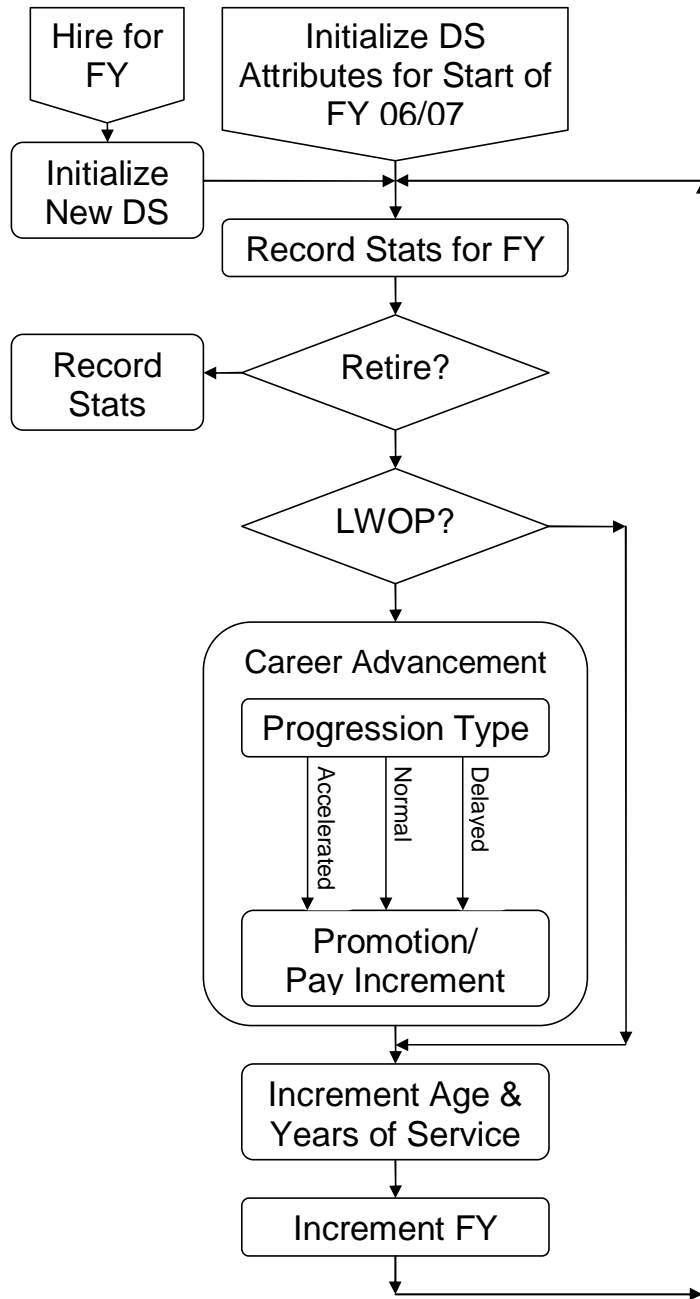 Hire for
FY
Initialize DS
Attributes for Start of
FY 06/07
Initialize
New DS
Record Stats for FY
Record
Stats
Retire?
LWOP?
Career Advancement
Progression Type
Accelerated
Normal
Delayed
Promotion/
Pay Increment
Increment Age &
Years of Service
Increment FY